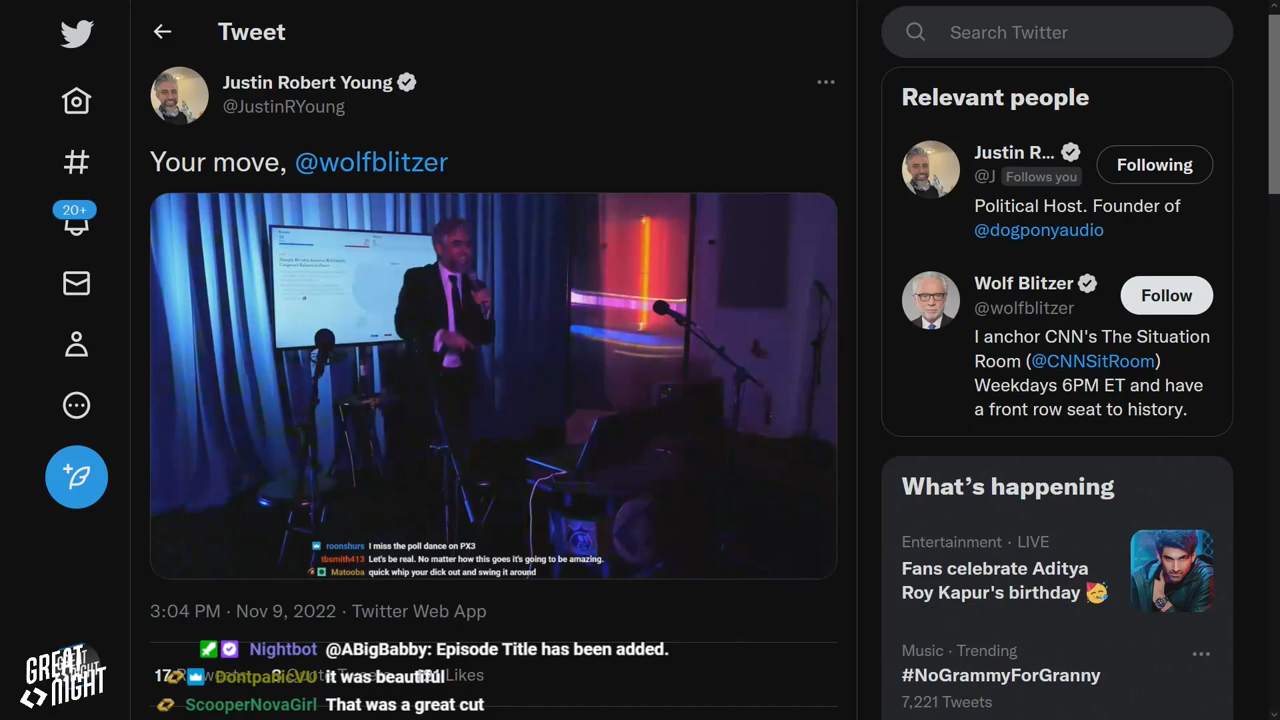 Tweet
Justin Robert Young
@JustinRYoung
Your move, @wolfblitzer
roonshurs I miss the poll dance on PX3
tbsmith413 Let's be real. No matter how this goes it's going to be amazing.
Matooba quick whip your dick out and swing it around
3:04 PM · Nov 9, 2022 · Twitter Web App
Nightbot @ABigBabby: Episode Title has been added.
it was beautiful
Likes
ScooperNovaGirl That was a great cut
20+
GREAT
NIGHT
Search Twitter
Relevant people
Justin R...
@J Follows you
Following
Political Host. Founder of
@dogponyaudio
Wolf Blitzer
@wolfblitzer
Follow
I anchor CNN's The Situation
Room (@CNNSitRoom)
Weekdays 6PM ET and have
a front row seat to history.
What's happening
Entertainment · LIVE
Fans celebrate Aditya
Roy Kapur's birthday 🥳
Music · Trending
#NoGrammyForGranny
7,221 Tweets